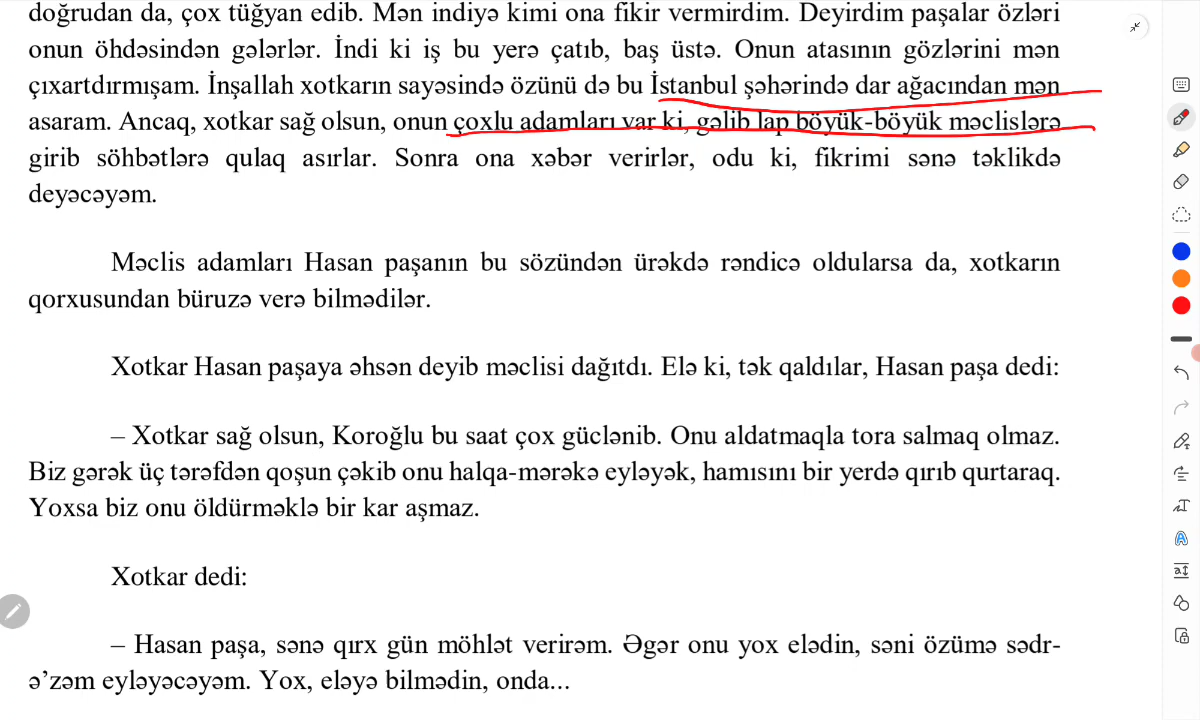 doğrudan da, çox tüğyan edib. Mən indiyə kimi ona fikir vermirdim. Deyirdim paşalar özləri
onun öhdəsindən gələrlər. İndi ki iş bu yerə çatıb, baş üstə. Onun atasının gözlərini mən
çıxartdırmışam. İnşallah xotkarın sayəsində özünü də bu İstanbul şəhərində dar ağacından mən
asaram. Ancaq, xotkar sağ olsun, onun çoxlu adamları var ki, gəlib lap böyük-böyük məclislərə
girib söhbətlərə qulaq asırlar. Sonra ona xəbər verirlər, odu ki, fikrimi sənə təklikdə
deyəcəyəm.
Məclis adamları Hasan paşanın bu sözündən ürəkdə rəndicə oldularsa da, xotkarın
qorxusundan büruzə verə bilmədilər.
Xotkar Hasan paşaya əhsən deyib məclisi dağıtdı. Elə ki, tək qaldılar, Hasan paşa dedi:
– Xotkar sağ olsun, Koroğlu bu saat çox güclənib. Onu aldatmaqla tora salmaq olmaz.
Biz gərək üç tərəfdən qoşun çəkib onu halqa-mərəkə eyləyək, hamısını bir yerdə qırıb qurtaraq.
Yoxsa biz onu öldürməklə bir kar aşmaz.
Xotkar dedi:
– Hasan paşa, sənə qırx gün möhlət verirəm. Əgər onu yox elədin, səni özümə sədr-
ə’zəm eyləyəcəyəm. Yox, eləyə bilmədin, onda...